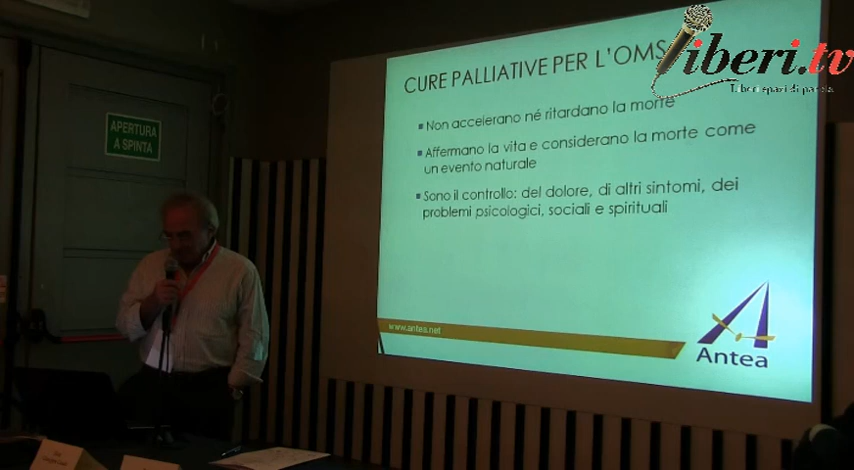 iberi.tv
CURE PALLIATIVE PER L'OMS
Non accelerano né ritardano la morte
Affermano la vita e considerano la morte come
un evento naturale
Sono il controllo: del dolore, di altri sintomi, dei
problemi psicologici, sociali e spirituali
www.antea.net
Antea
APERTURA
A SPINTA